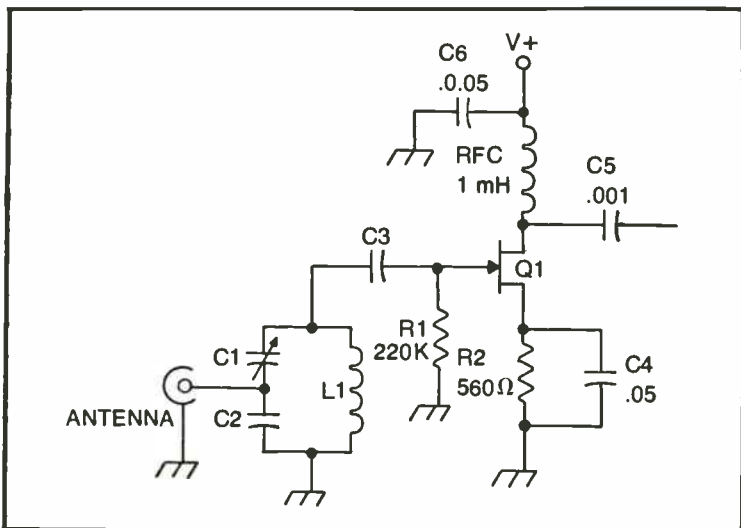 V+
C6
.0.05
RFC
1 mH
C5
.001
C3
Q1
R1
220K
R2
560Ω
C4
.05
C1
L1
C2
ANTENNA